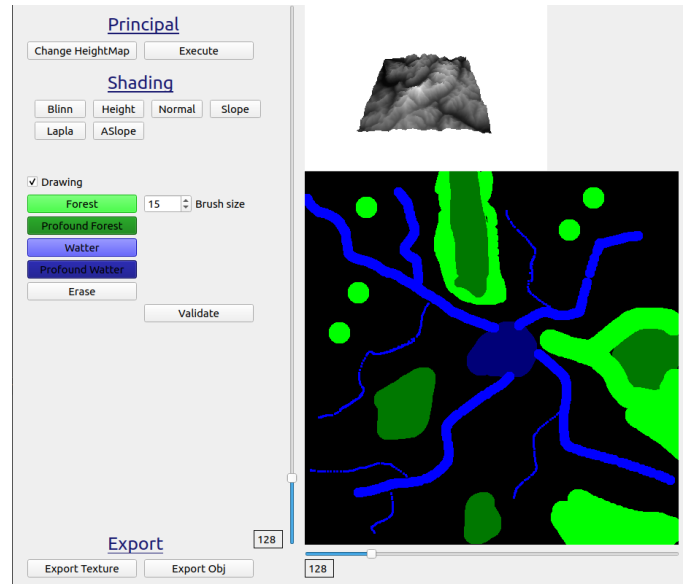 Principal
Change HeightMap Execute
Shading
Blinn Height Normal Slope
Lapla ASlope
Drawing
Forest 15 Brush size
Profound Forest
Watter
Profound Watter
Erase
Validate
128
Export
Export Texture Export Obj
128